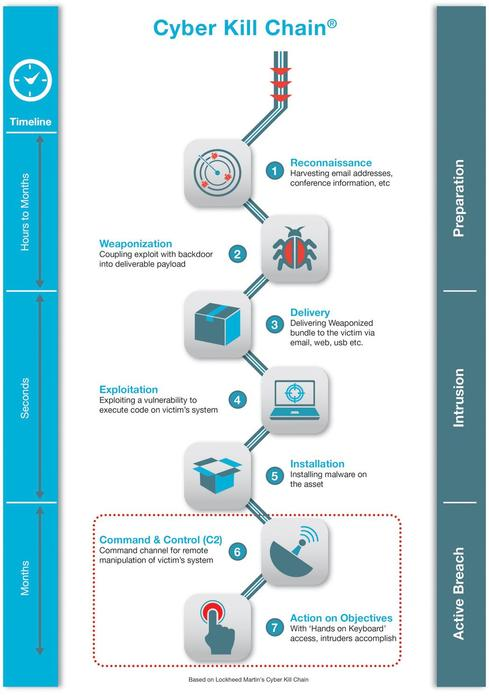 Cyber Kill Chain®
Timeline
Hours to Months
Preparation
1
Reconnaissance
Harvesting email addresses,
conference information, etc
Weaponization
Coupling exploit with backdoor
into deliverable payload
2
3
Delivery
Delivering Weaponized
bundle to the victim via
email, web, usb etc.
Seconds
Intrusion
Exploitation
Exploiting a vulnerability to
execute code on victim's system
4
5
Installation
Installing malware on
the asset
Months
Active Breach
Command & Control (C2)
Command channel for remote
manipulation of victim's system
6
7
Action on Objectives
With 'Hands on Keyboard'
access, intruders accomplish
Based on Lockheed Martin's Cyber Kill Chain